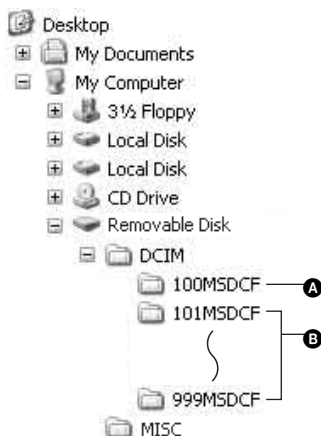 Desktop
My Documents
My Computer
3½ Floppy
Local Disk
Local Disk
CD Drive
Removable Disk
DCIM
100MSDCF A
101MSDCF
B
999MSDCF
MISC